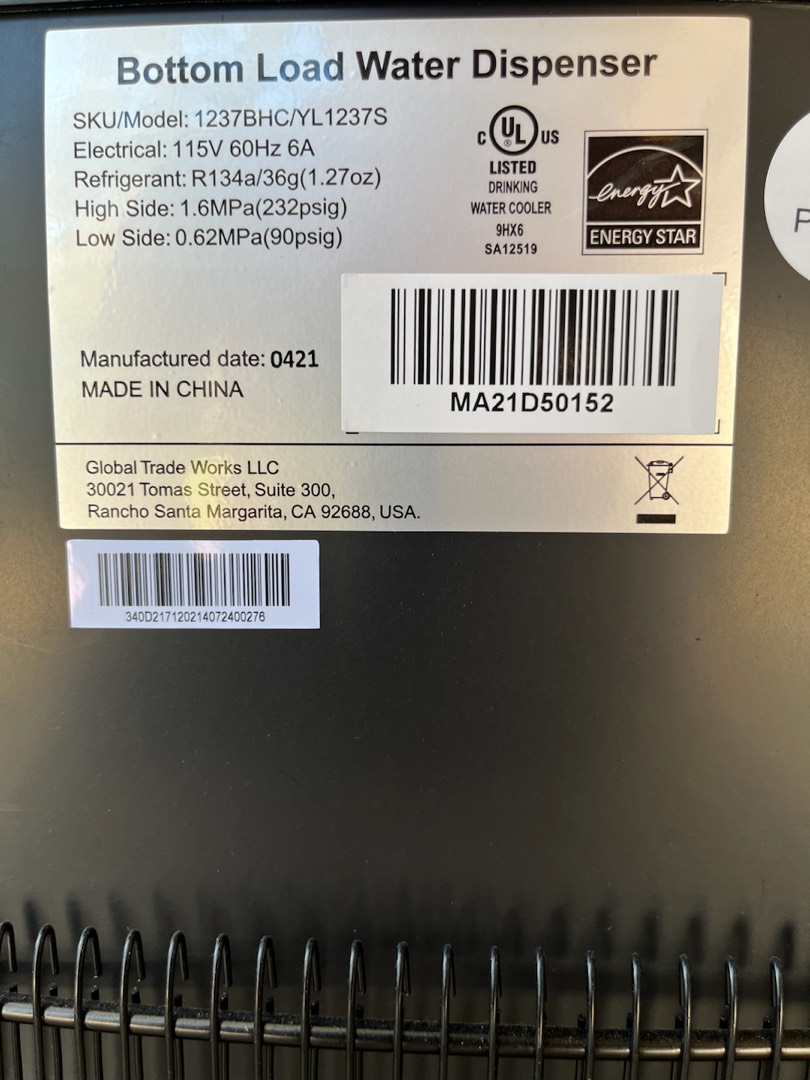 Bottom Load Water Dispenser
SKU/Model: 1237BHC/YL1237S
Electrical: 115V 60Hz 6A
Refrigerant: R134a/36g(1.27oz)
High Side: 1.6MPa(232psig)
Low Side: 0.62MPa(90psig)
C UL® US
LISTED
DRINKING
WATER COOLER
9HX6
SA12519
energy
ENERGY STAR
P
MA21D50152
Manufactured date: 0421
MADE IN CHINA
Global Trade Works LLC
30021 Tomas Street, Suite 300,
Rancho Santa Margarita, CA 92688, USA.
340D217120214072400276